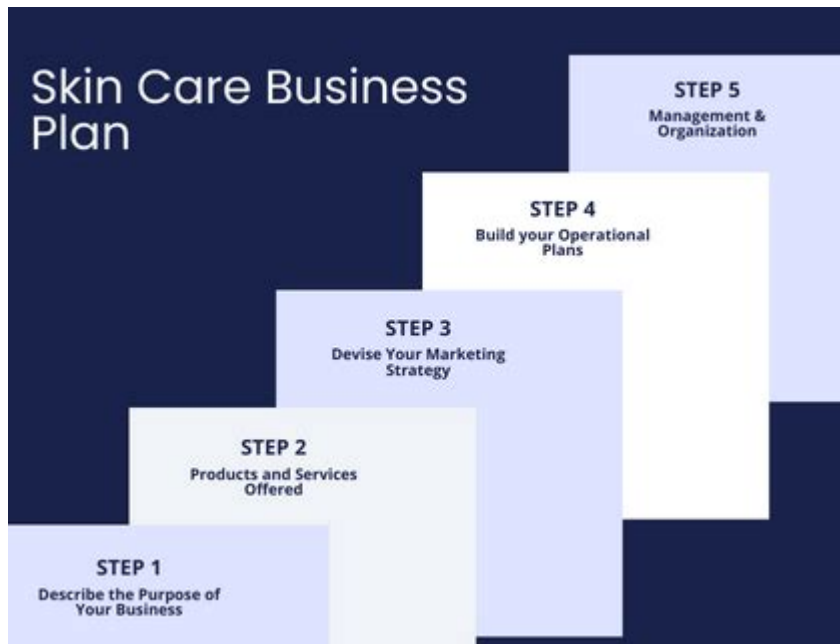 Skin Care Business
Plan
STEP 1
Describe the Purpose of
Your Business
STEP 2
Products and Services
Offered
STEP 3
Devise Your Marketing
Strategy
STEP 4
Build your Operational
Plans
STEP 5
Management &
Organization